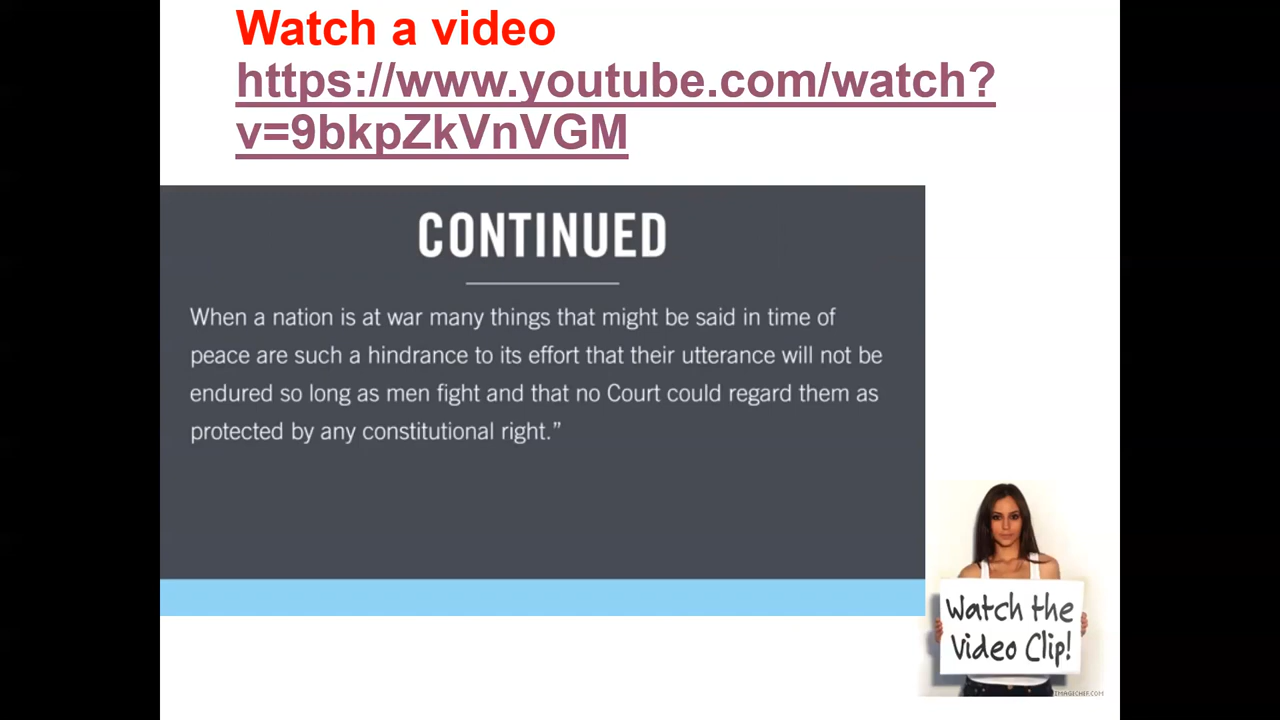 Watch a video
https://www.youtube.com/watch?
v=9bkpZkVnVGM
CONTINUED
When a nation is at war many things that might be said in time of
peace are such a hindrance to its effort that their utterance will not be
endured so long as men fight and that no Court could regard them as
protected by any constitutional right.”
Watch the
Video Clip!
IMAGECHEF.COM